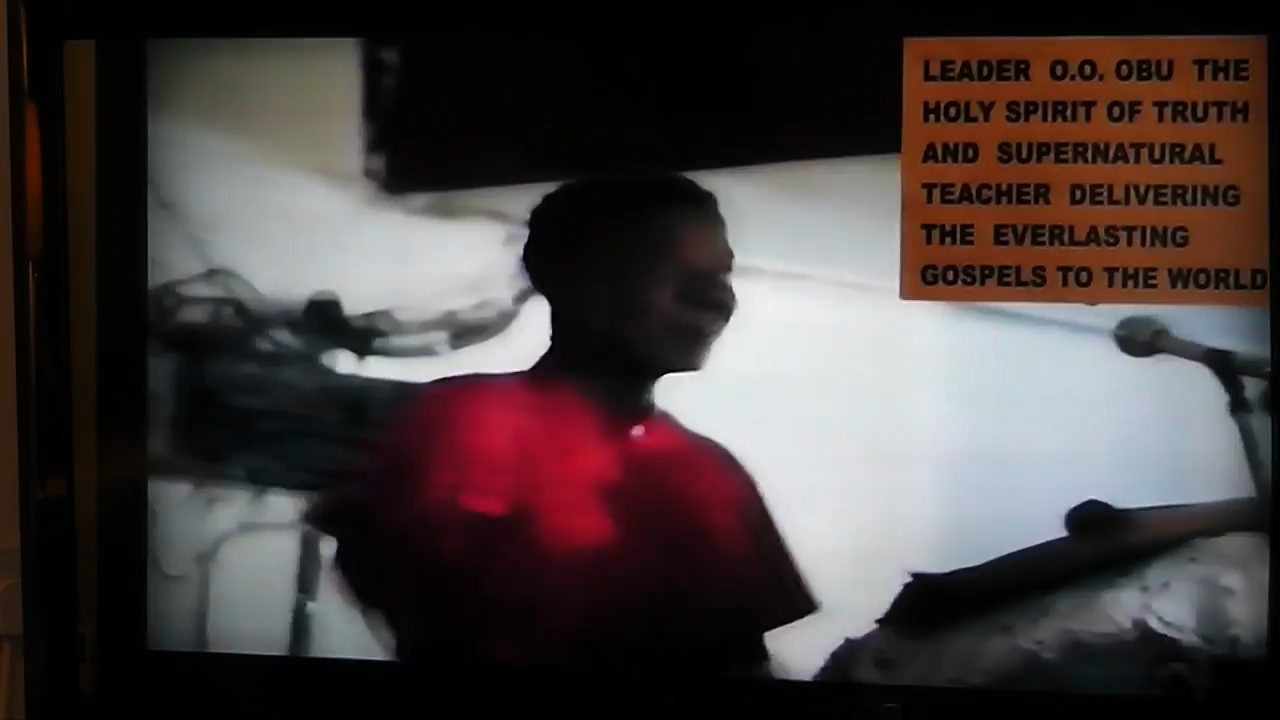 LEADER O.O. OBU THE
HOLY SPIRIT OF TRUTH
AND SUPERNATURAL
TEACHER DELIVERING
THE EVERLASTING
GOSPELS TO THE WORLD